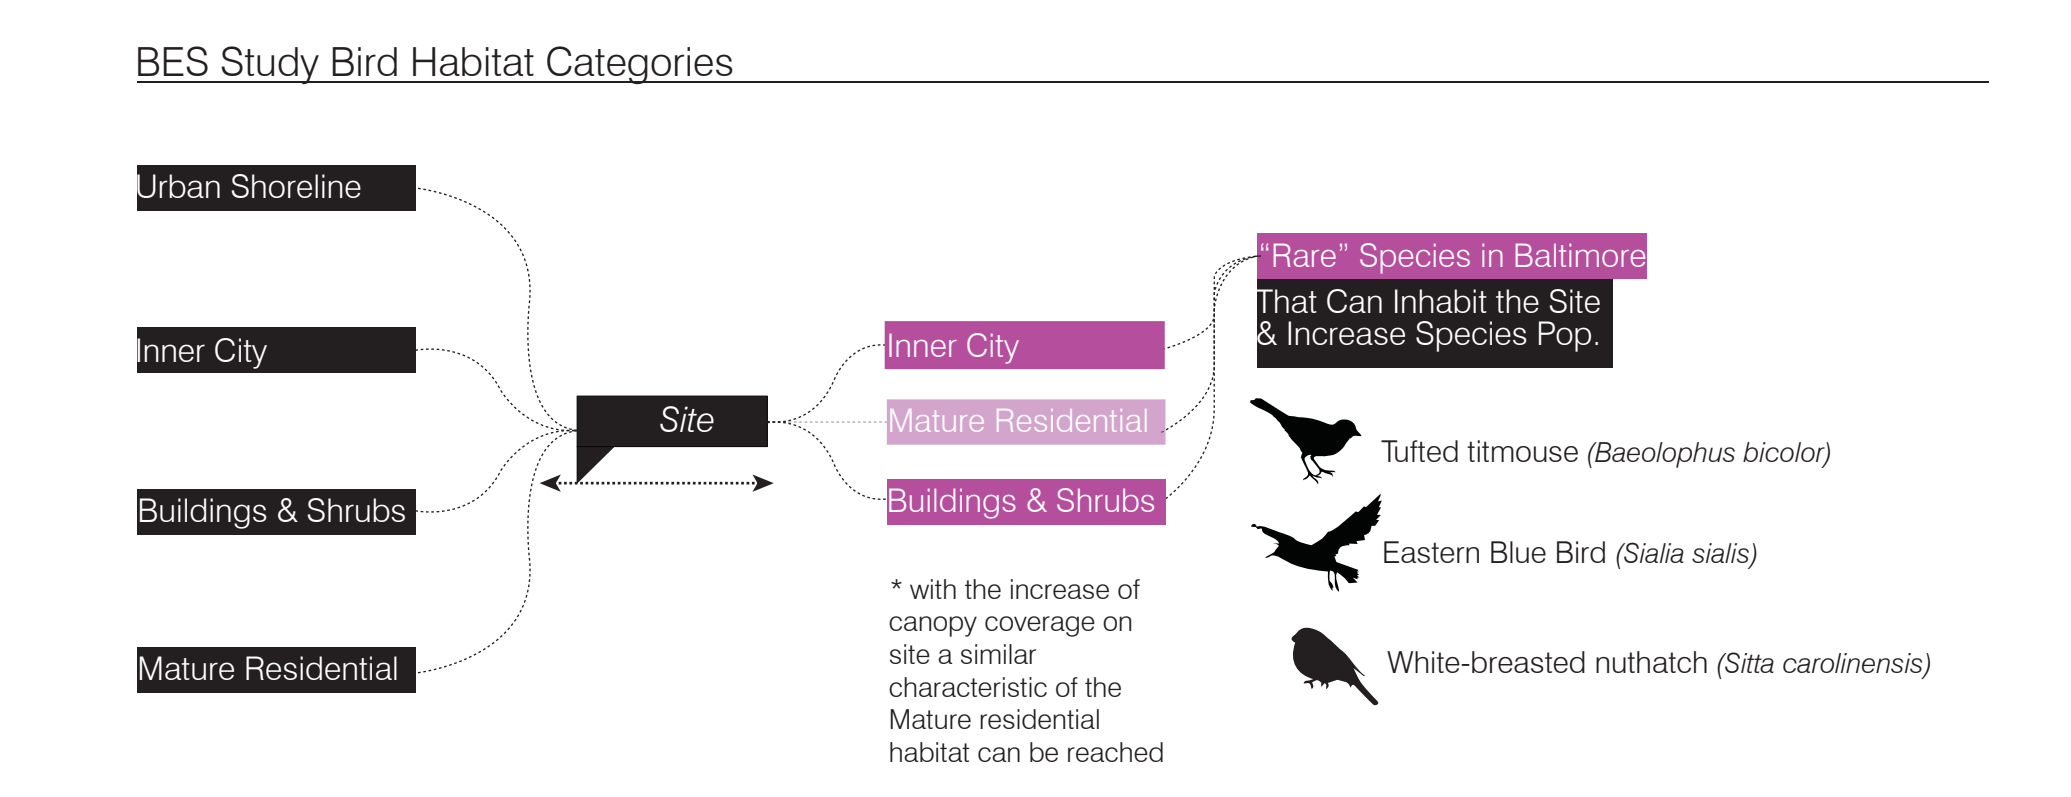 BES Study Bird Habitat Categories
Urban Shoreline
Inner City
Buildings & Shrubs
Mature Residential
Site
Inner City
Mature Residential
Buildings & Shrubs
* with the increase of
canopy coverage on
site a similar
characteristic of the
Mature residential
habitat can be reached
“Rare” Species in Baltimore
That Can Inhabit the Site
& Increase Species Pop.
Tufted titmouse (Baeolophus bicolor)
Eastern Blue Bird (Sialia sialis)
White-breasted nuthatch (Sitta carolinensis)